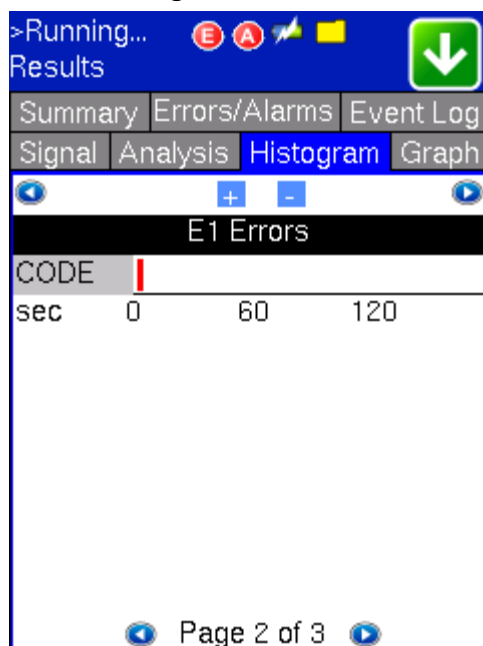 >Running... E A
Results
Summary Errors/Alarms Event Log
Signal Analysis Histogram Graph
+ -
E1 Errors
CODE
sec 0 60 120
Page 2 of 3